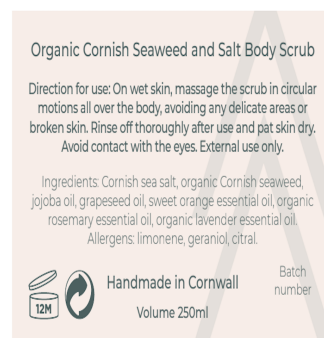 Organic Cornish Seaweed and Salt Body Scrub
Direction for use: On wet skin, massage the scrub in circular
motions all over the body, avoiding any delicate areas or
broken skin. Rinse off thoroughly after use and pat skin dry.
Avoid contact with the eyes. External use only.
Ingredients: Cornish sea salt, organic Cornish seaweed,
jojoba oil, grapeseed oil, sweet orange essential oil, organic
rosemary essential oil, organic lavender essential oil.
Allergens: limonene, geraniol, citral.
12M
Handmade in Cornwall
Volume 250ml
Batch
number